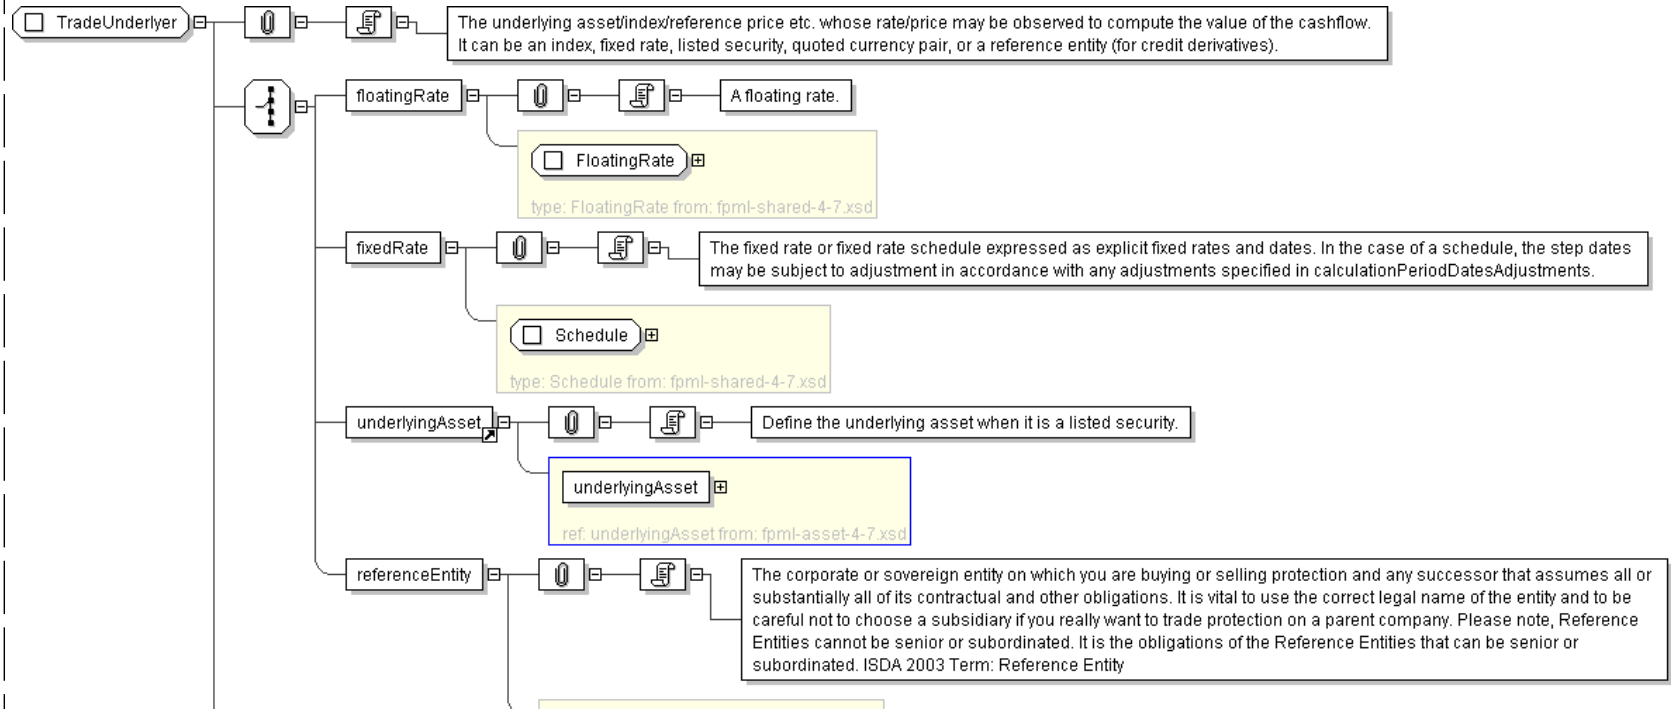 TradeUnderlyer
The underlying asset/index/reference price etc. whose rate/price may be observed to compute the value of the cashflow.
It can be an index, fixed rate, listed security, quoted currency pair, or a reference entity (for credit derivatives).
floatingRate
A floating rate.
FloatingRate
type: FloatingRate from: fpml-shared-4-7.xsd
fixedRate
The fixed rate or fixed rate schedule expressed as explicit fixed rates and dates. In the case of a schedule, the step dates
may be subject to adjustment in accordance with any adjustments specified in calculationPeriodDatesAdjustments.
Schedule
type: Schedule from: fpml-shared-4-7.xsd
underlyingAsset
Define the underlying asset when it is a listed security.
underlyingAsset
ref: underlyingAsset from: fpml-asset-4-7.xsd
referenceEntity
The corporate or sovereign entity on which you are buying or selling protection and any successor that assumes all or
substantially all of its contractual and other obligations. It is vital to use the correct legal name of the entity and to be
careful not to choose a subsidiary if you really want to trade protection on a parent company. Please note, Reference
Entities cannot be senior or subordinated. It is the obligations of the Reference Entities that can be senior or
subordinated. ISDA 2003 Term: Reference Entity